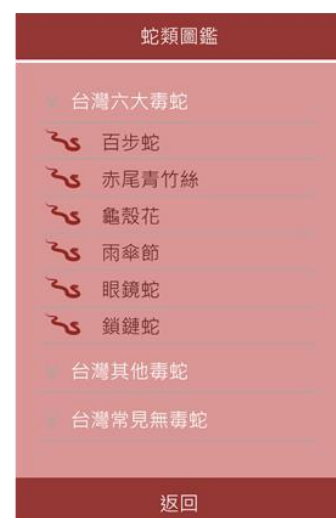 蛇類圖鑑
台灣六大毒蛇
百步蛇
赤尾青竹絲
龜殼花
雨傘節
眼鏡蛇
鎖鏈蛇
台灣其他毒蛇
台灣常見無毒蛇
返回